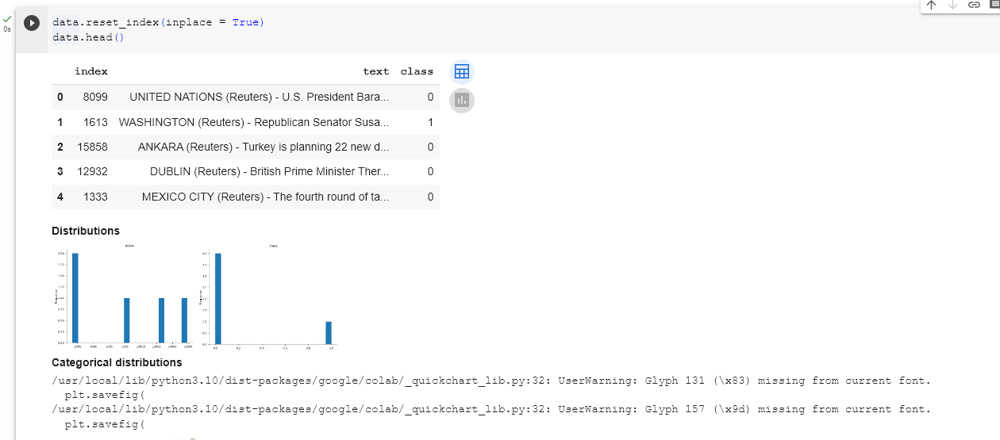 data.reset_index(inplace = True)
0s
data.head()
index text class
0 8099 UNITED NATIONS (Reuters) - U.S. President Bara... 0
1 1613 WASHINGTON (Reuters) - Republican Senator Susa... 1
2 15858 ANKARA (Reuters) - Turkey is planning 22 new d... 0
3 12932 DUBLIN (Reuters) - British Prime Minister Ther... 0
4 1333 MEXICO CITY (Reuters) - The fourth round of ta... 0
Distributions
index class
Categorical distributions
/usr/local/lib/python3.10/dist-packages/google/colab/_quickchart_lib.py:32: UserWarning: Glyph 131 (\x83) missing from current font.
plt.savefig(
/usr/local/lib/python3.10/dist-packages/google/colab/_quickchart_lib.py:32: UserWarning: Glyph 157 (\x9d) missing from current font.
plt.savefig(